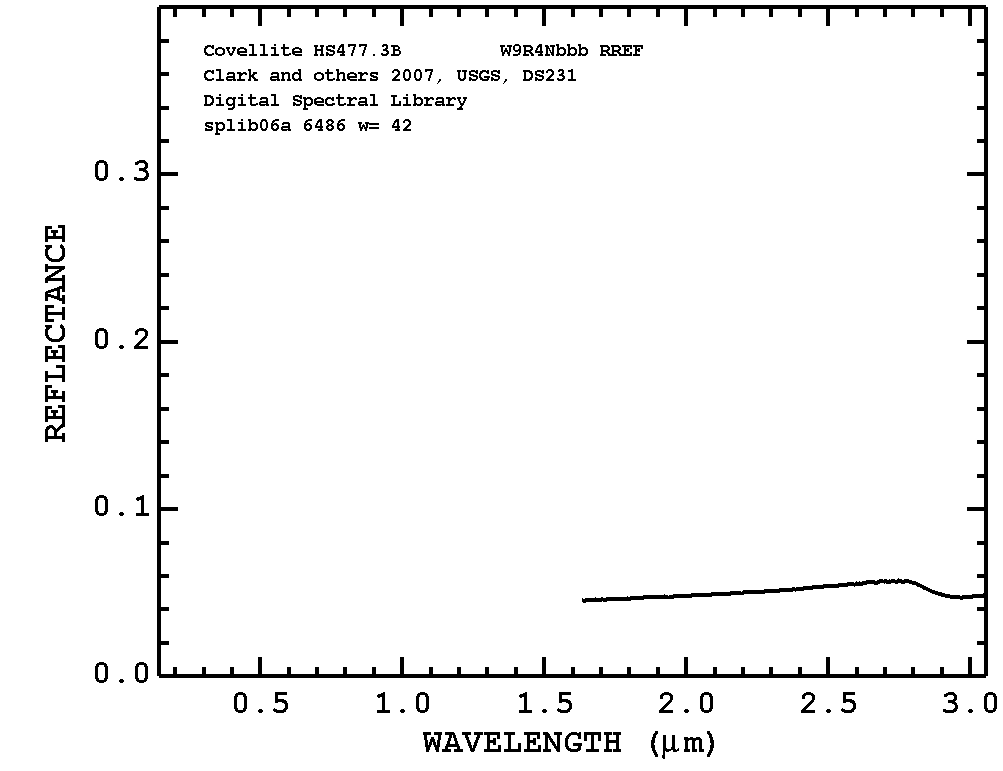 Covellite HS477.3B W9R4Nbbb RREF
Clark and others 2007, USGS, DS231
Digital Spectral Library
splib06a 6486 w= 42
0.3
0.2
0.1
0.0
REFLECTANCE
0.5 1.0 1.5 2.0 2.5 3.0
WAVELENGTH (μm)